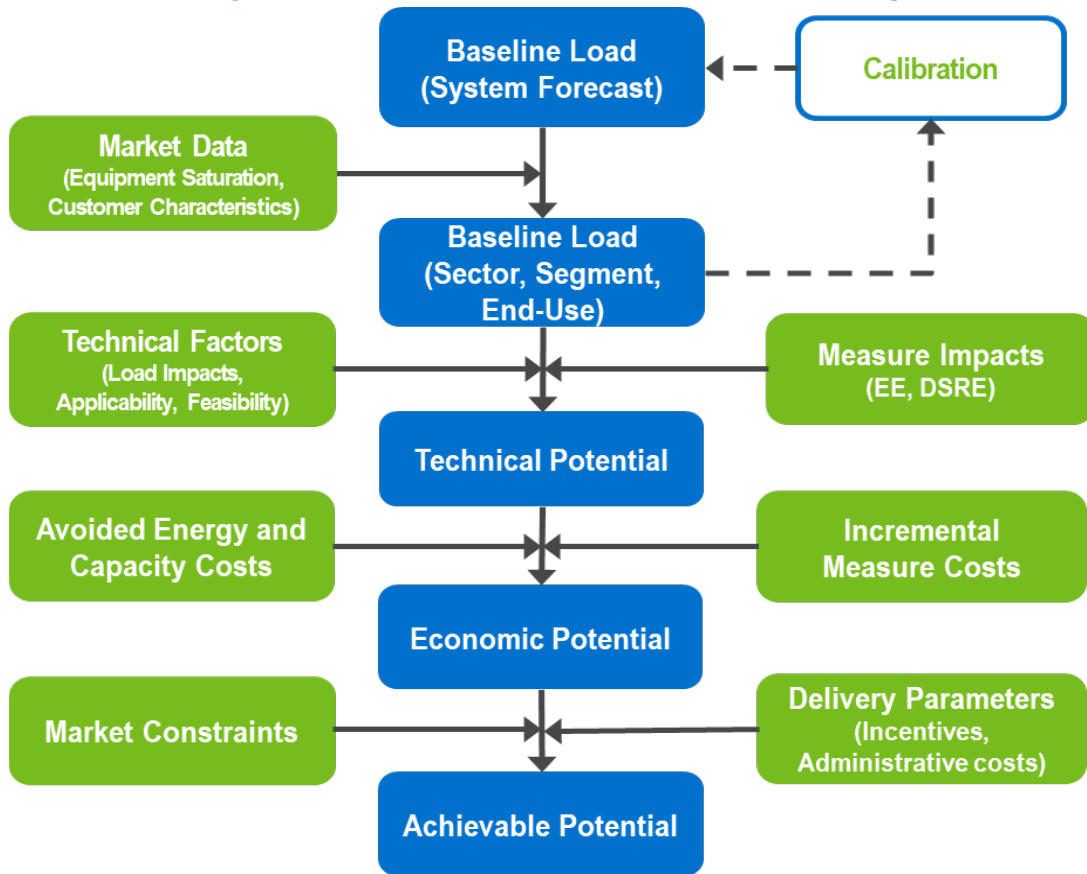 Baseline Load
(System Forecast)
Calibration
Market Data
(Equipment Saturation,
Customer Characteristics)
Baseline Load
(Sector, Segment,
End-Use)
Technical Factors
(Load Impacts,
Applicability, Feasibility)
Measure Impacts
(EE, DSRE)
Technical Potential
Avoided Energy and
Capacity Costs
Incremental
Measure Costs
Economic Potential
Market Constraints
Delivery Parameters
(Incentives,
Administrative costs)
Achievable Potential